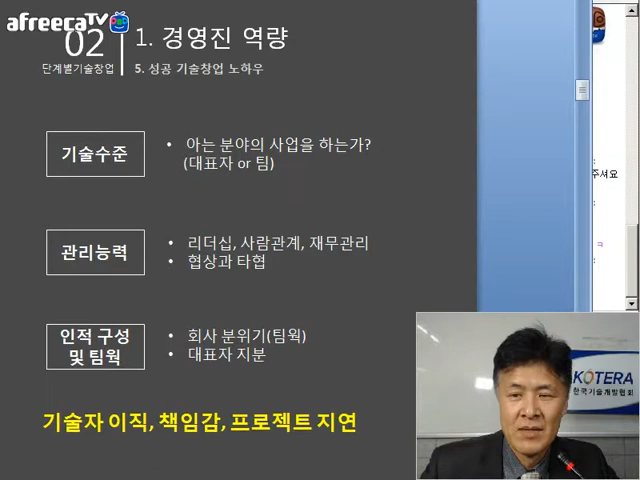 afreecaTV
02
단계별기술창업
1. 경영진 역량
5. 성공 기술창업 노하우
기술수준
• 아는 분야의 사업을 하는가?
(대표자 or 팀)
관리능력
• 리더십, 사람관계, 재무관리
• 협상과 타협
인적 구성
및 팀웍
• 회사 분위기(팀웍)
• 대표자 지분
기술자 이직, 책임감, 프로젝트 지연
주셔요
ㅋ
KOTERA
한국기술개발협회